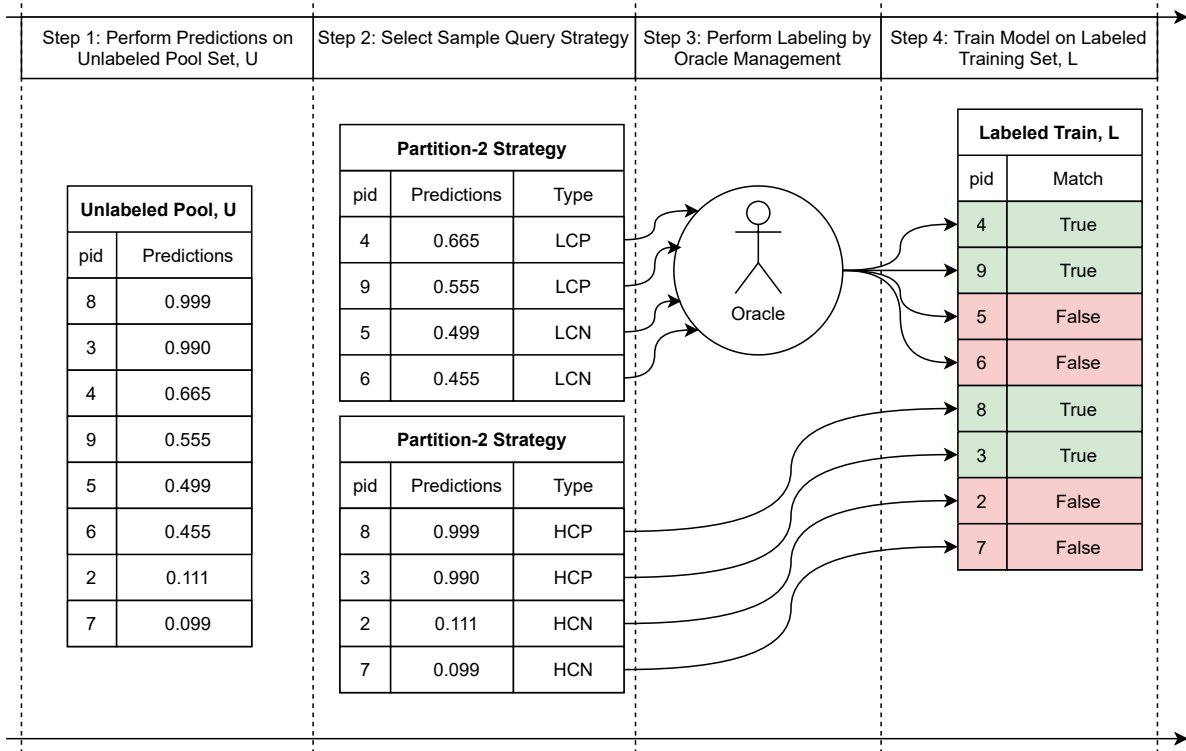 Step 1: Perform Predictions on
Unlabeled Pool Set, U
Step 2: Select Sample Query Strategy
Step 3: Perform Labeling by
Oracle Management
Step 4: Train Model on Labeled
Training Set, L
Unlabeled Pool, U
pid Predictions
8 0.999
3 0.990
4 0.665
9 0.555
5 0.499
6 0.455
2 0.111
7 0.099
Partition-2 Strategy
pid Predictions Type
4 0.665 LCP
9 0.555 LCP
5 0.499 LCN
6 0.455 LCN
Partition-2 Strategy
pid Predictions Type
8 0.999 HCP
3 0.990 HCP
2 0.111 HCN
7 0.099 HCN
Oracle
Labeled Train, L
pid Match
4 True
9 True
5 False
6 False
8 True
3 True
2 False
7 False